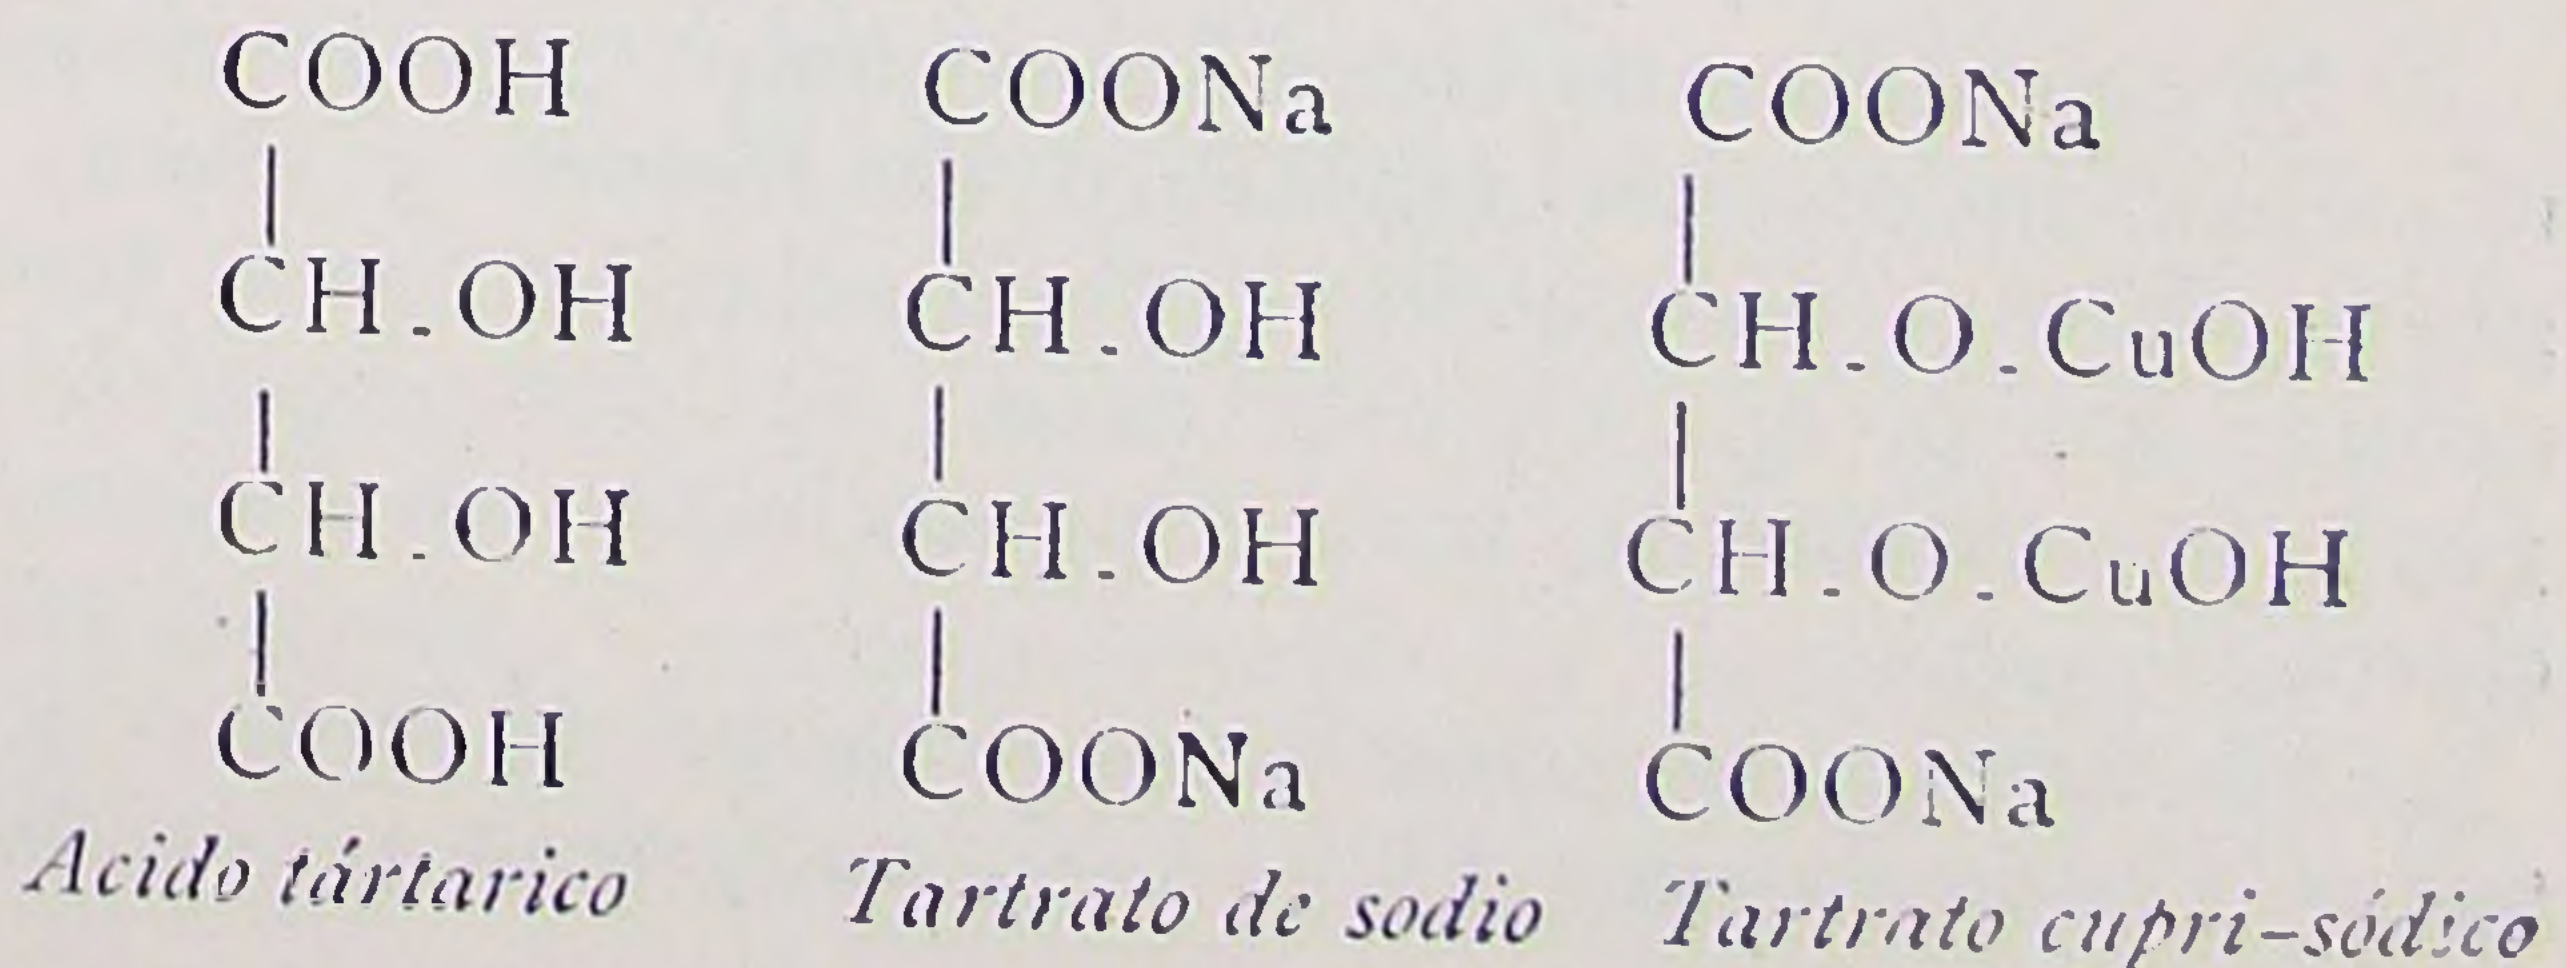 COOH COONa COONa
CH.OH CH.OH CH.O.CuOH
CH.OH CH.OH CH.O.CuOH
COOH COONa COONa
Acido tártarico Tartrato de sodio Tartrato cupri-sódico